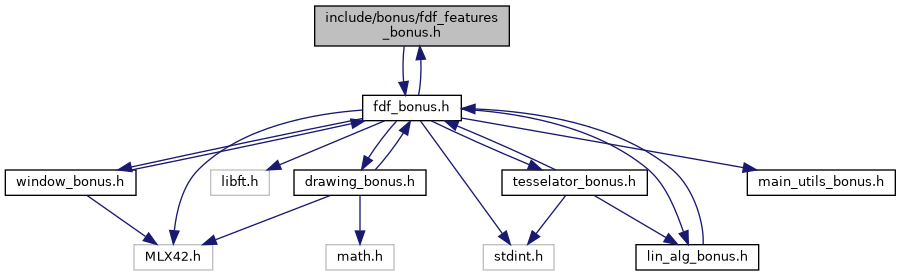 include/bonus/fdf_features
_bonus.h
fdf_bonus.h
window_bonus.h
libft.h
drawing_bonus.h
tesselator_bonus.h
main_utils_bonus.h
MLX42.h
math.h
stdint.h
lin_alg_bonus.h